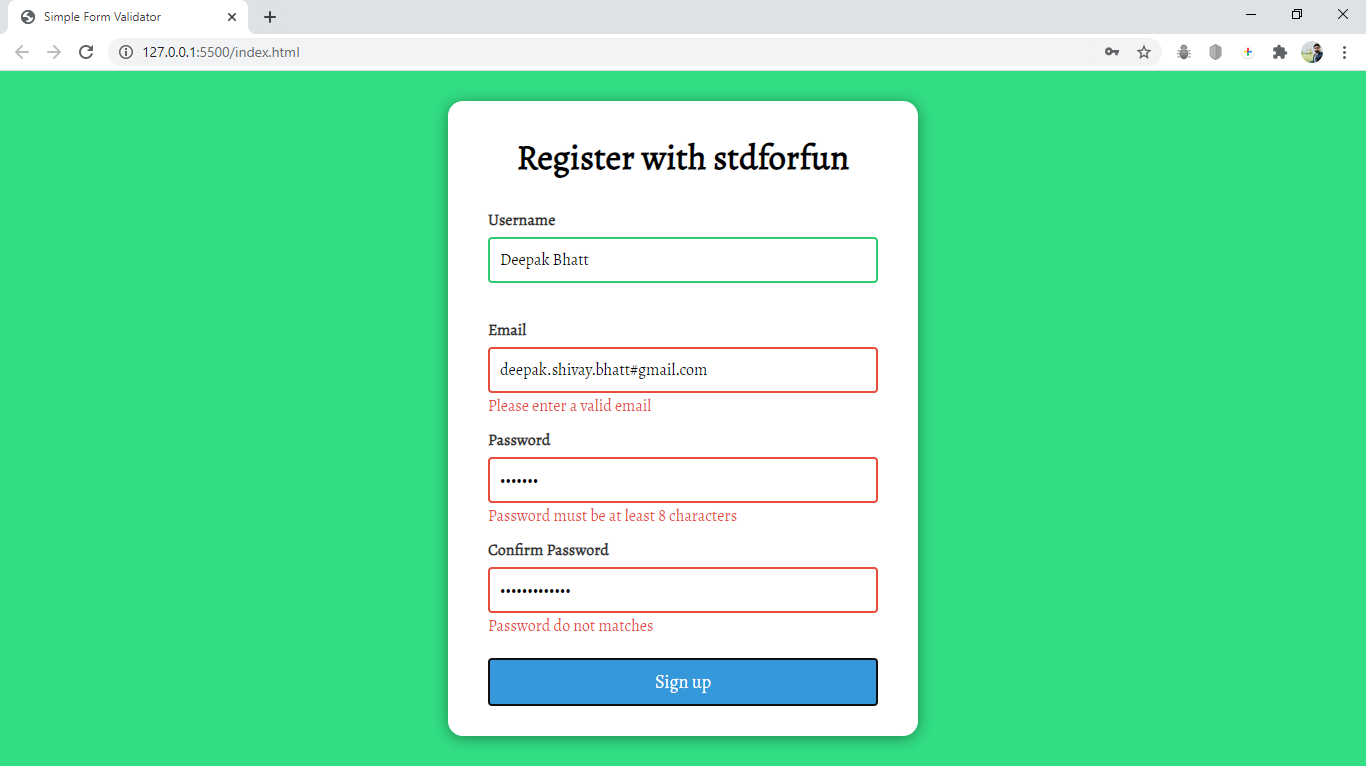 Simple Form Validator
127.0.0.1:5500/index.html
Register with stdforfun
Username
Deepak Bhatt
Email
deepak.shivay.bhatt#gmail.com
Please enter a valid email
Password
•••••••
Password must be at least 8 characters
Confirm Password
•••••••••••••
Password do not matches
Sign up